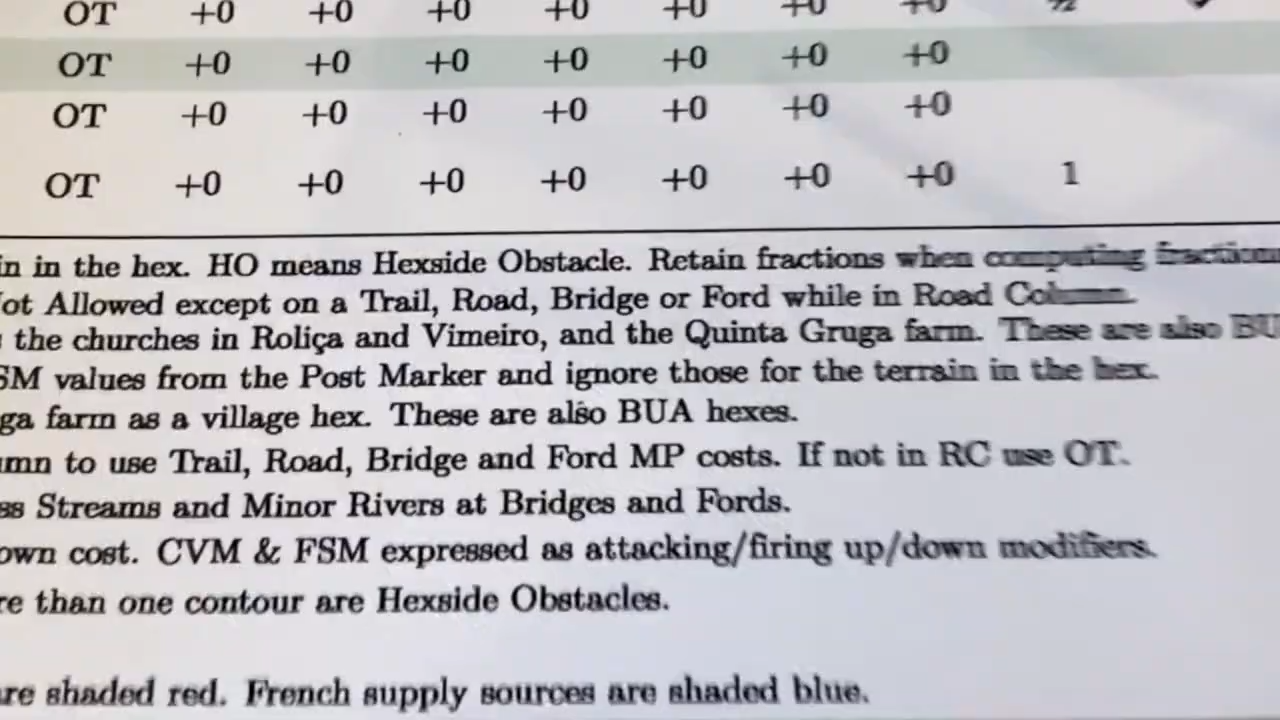 OT +0 +0 +0 +0 +0 +0 +0 ½
OT +0 +0 +0 +0 +0 +0 +0
OT +0 +0 +0 +0 +0 +0 +0
OT +0 +0 +0 +0 +0 +0 +0 1
in in the hex. HO means Hexside Obstacle. Retain fractions when computing fraction
ot Allowed except on a Trail, Road, Bridge or Ford while in Road Column.
the churches in Roliça and Vimeiro, and the Quinta Gruga farm. These are also BU
SM values from the Post Marker and ignore those for the terrain in the hex.
ga farm as a village hex. These are also BUA hexes.
mn to use Trail, Road, Bridge and Ford MP costs. If not in RC use OT.
ss Streams and Minor Rivers at Bridges and Fords.
own cost. CVM & FSM expressed as attacking/firing up/down modifiers.
re than one contour are Hexside Obstacles.
re shaded red. French supply sources are shaded blue.